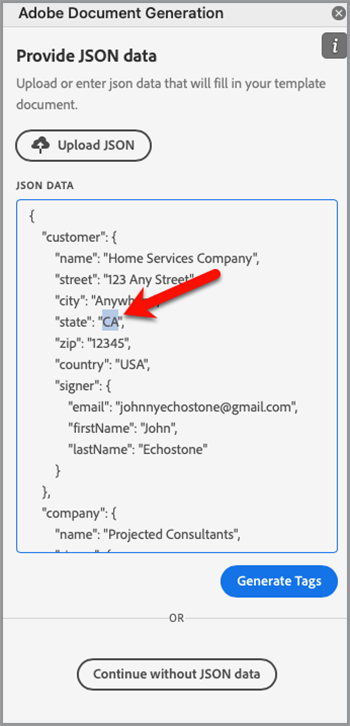 Adobe Document Generation
i
Provide JSON data
Upload or enter json data that will fill in your template
document.
Upload JSON
JSON DATA
{
"customer": {
"name": "Home Services Company",
"street": "123 Any Street"
"city":
"state": "CA",
"zip": "12345",
"country": "USA",
"signer": {
"email": "johnnyechostone@gmail.com",
"firstName": "John",
"lastName": "Echostone"
}
},
"company": {
"name": "Projected Consultants",
Generate Tags
OR
Continue without JSON data